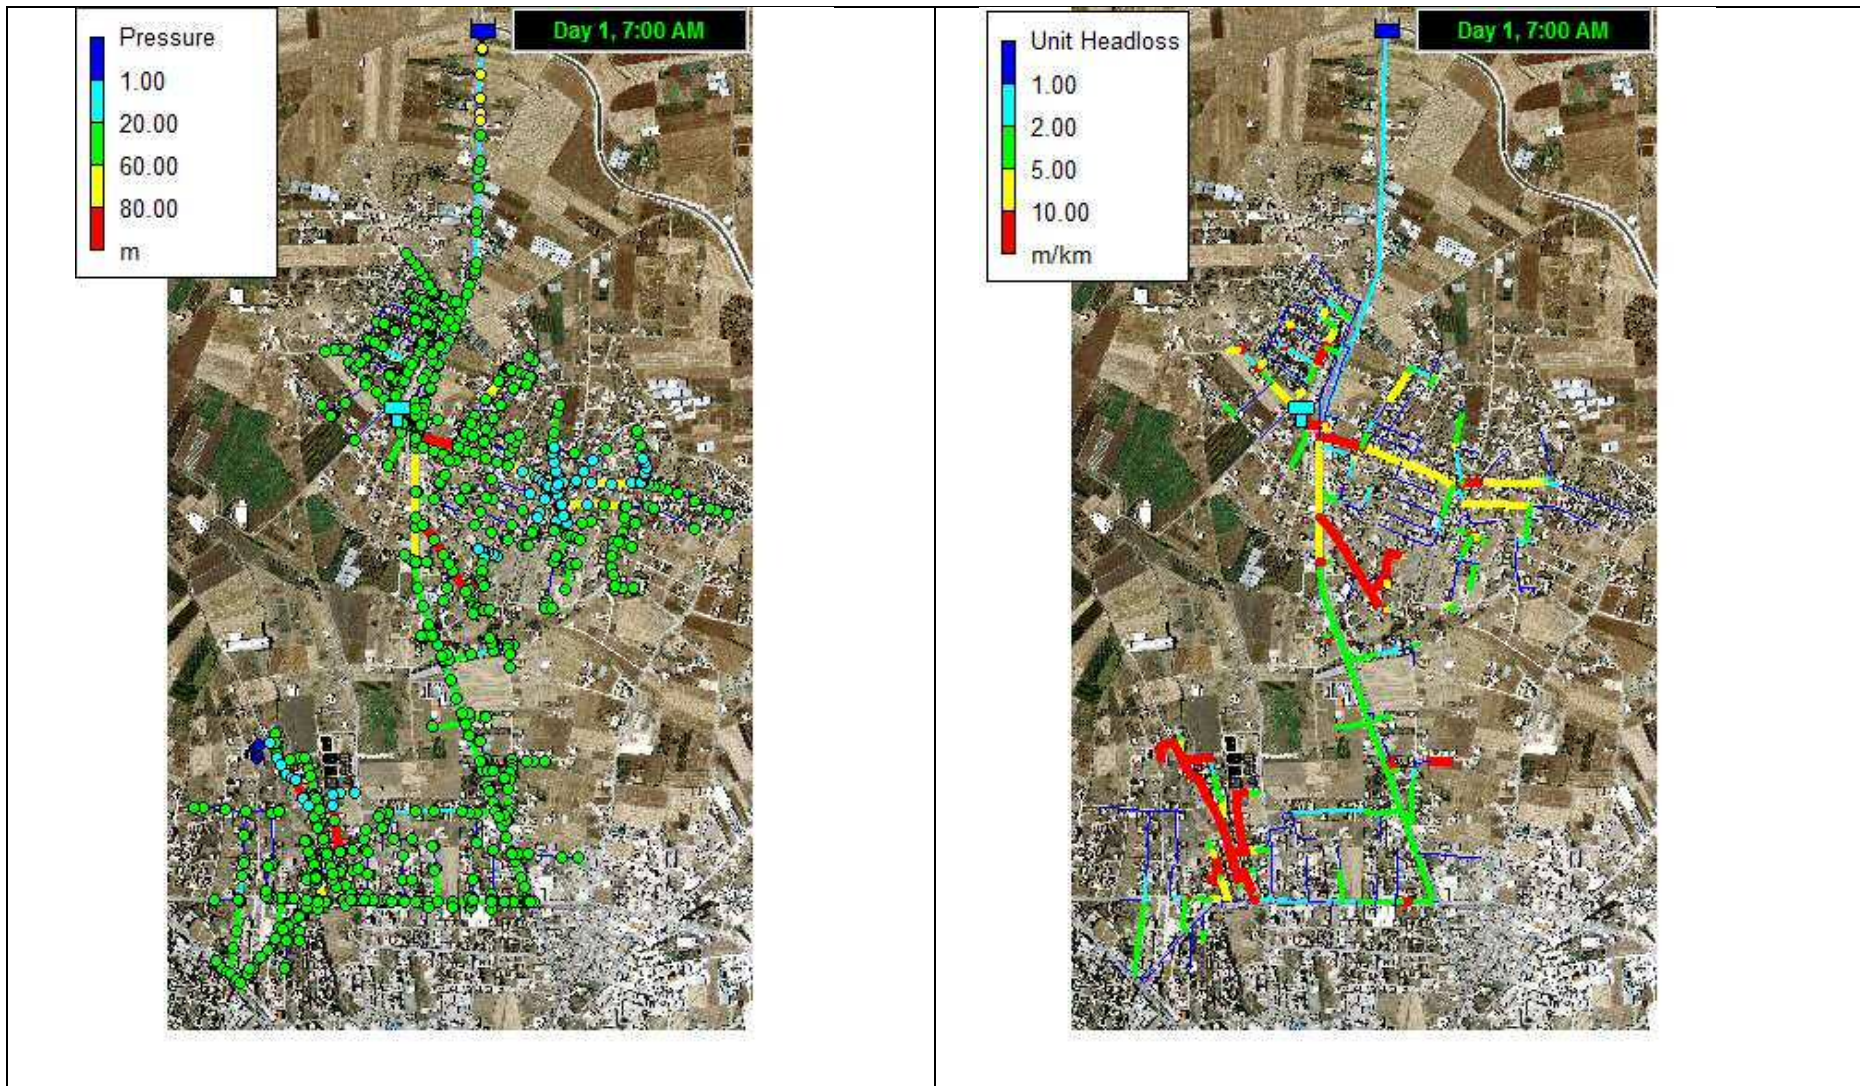 Pressure
1.00
20.00
60.00
80.00
m
Day 1, 7:00 AM
Unit Headloss
1.00
2.00
5.00
10.00
m/km
Day 1, 7:00 AM